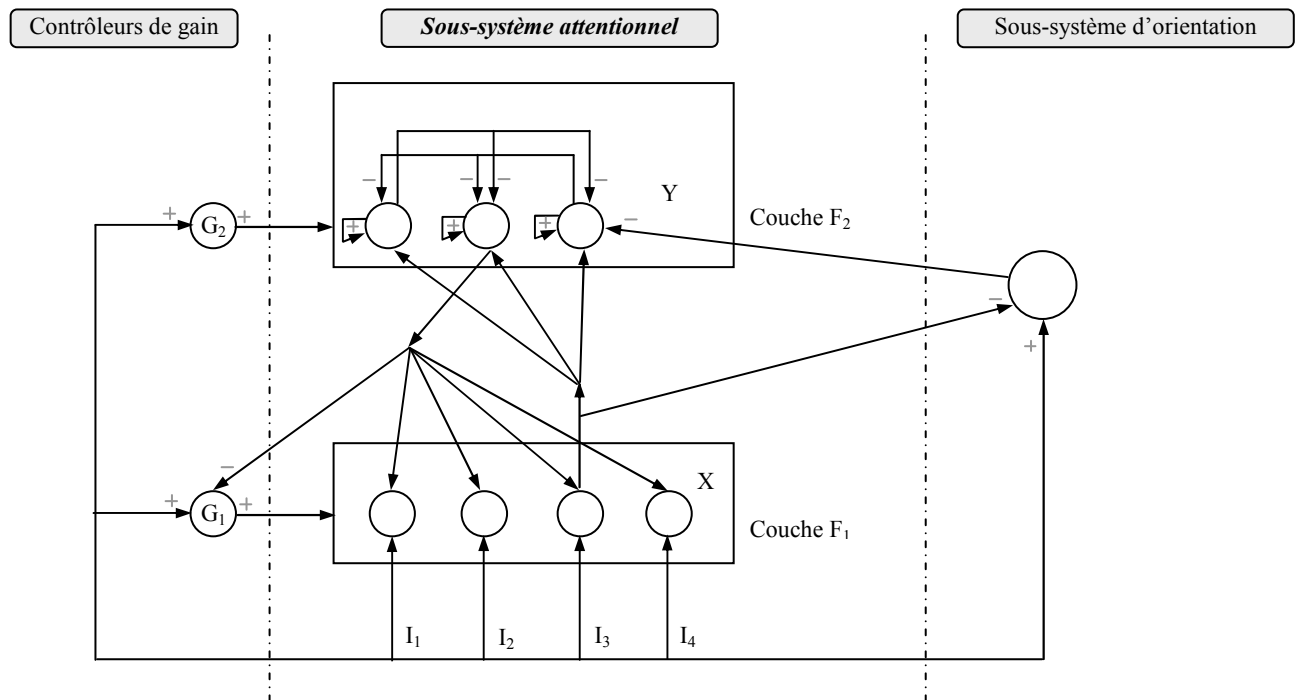 Contrôleurs de gain
Sous-système attentionnel
Sous-système d'orientation
− − − −
Y
+ G₂ +
+ + + −
Couche F₂
−
+
−
X
+ G₁ +
Couche F₁
I₁ I₂ I₃ I₄